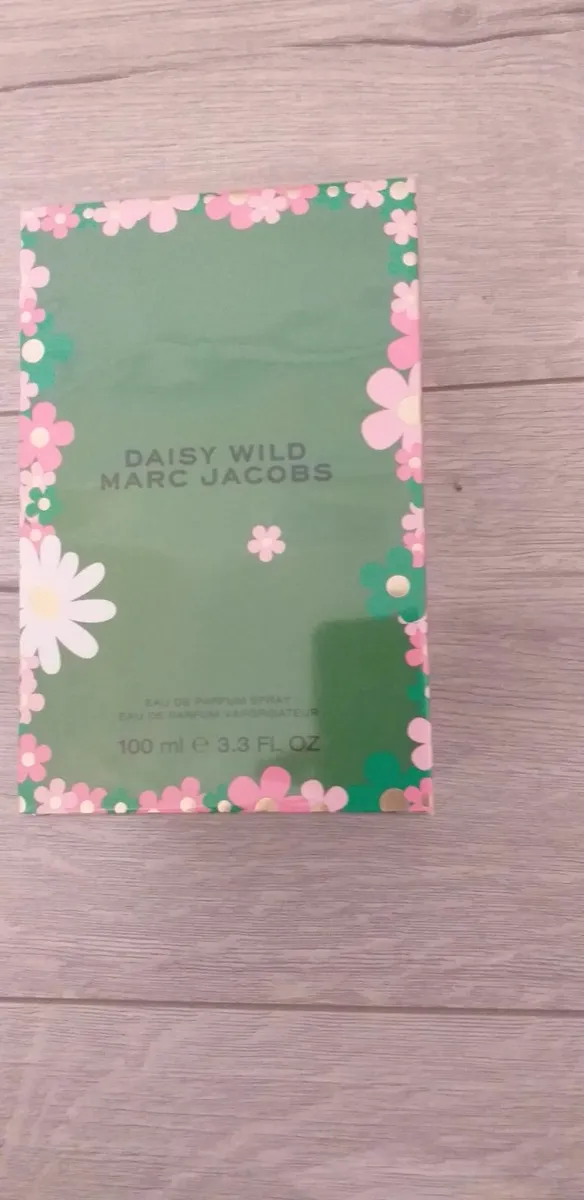 DAISY WILD
MARC JACOBS
EAU DE PARFUM SPRAY
EAU DE PARFUM VAPORISATEUR
100 ml ℮ 3.3 FL OZ